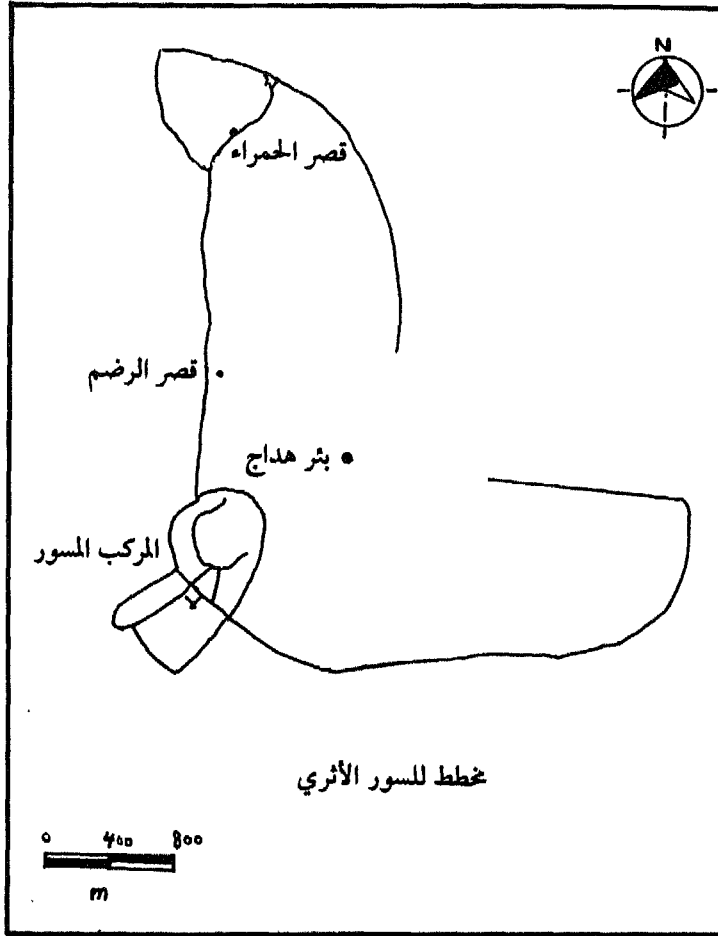 N
قصر الحمراء
قصر الرضم
بئر هداج
المركب المسور
مخطط للسور الأثري
0 400 800
m